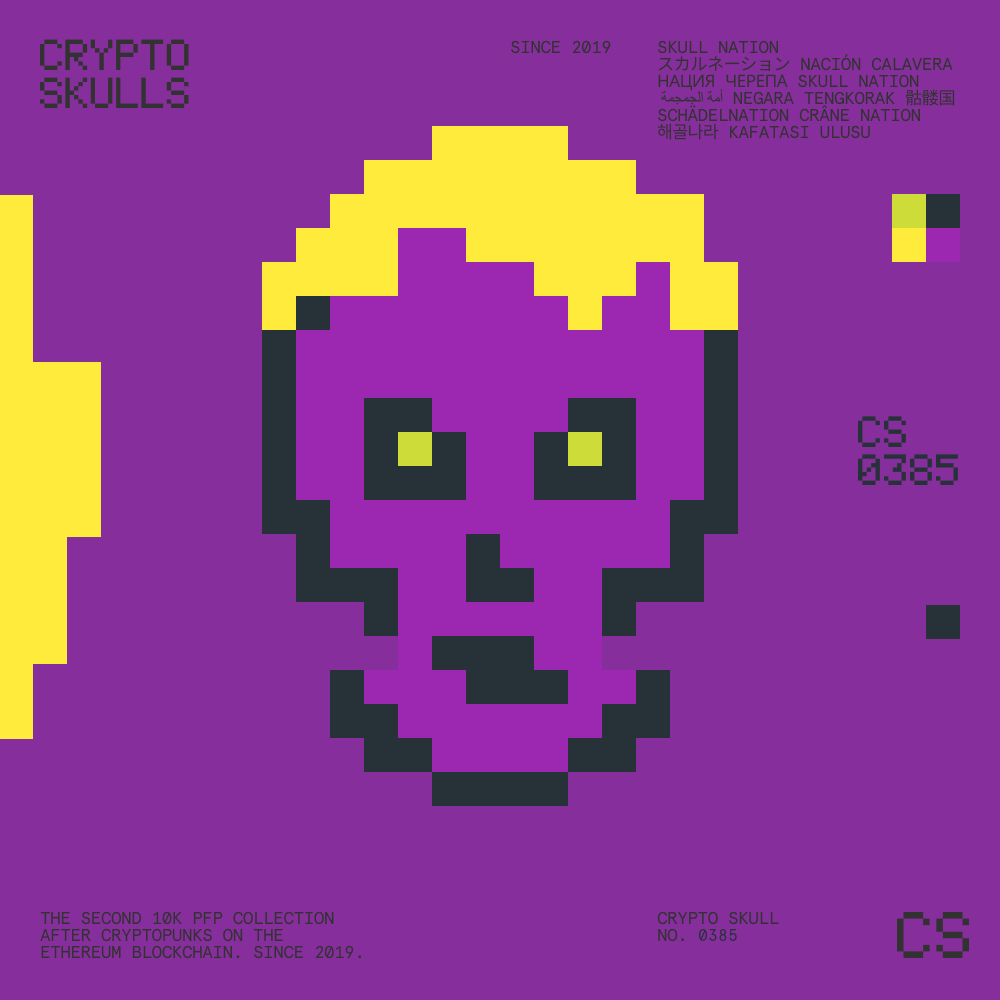 CRYPTO
SKULLS
SINCE 2019
SKULL NATION
スカルネーション NACIÓN CALAVERA
НАЦИЯ ЧЕРЕПА SKULL NATION
أمة الجمجمة NEGARA TENGKORAK 骷髅国
SCHÄDELNATION CRÂNE NATION
해골나라 KAFATASI ULUSU
CS
0385
THE SECOND 10K PFP COLLECTION
AFTER CRYPTOPUNKS ON THE
ETHEREUM BLOCKCHAIN. SINCE 2019.
CRYPTO SKULL
NO. 0385
CS